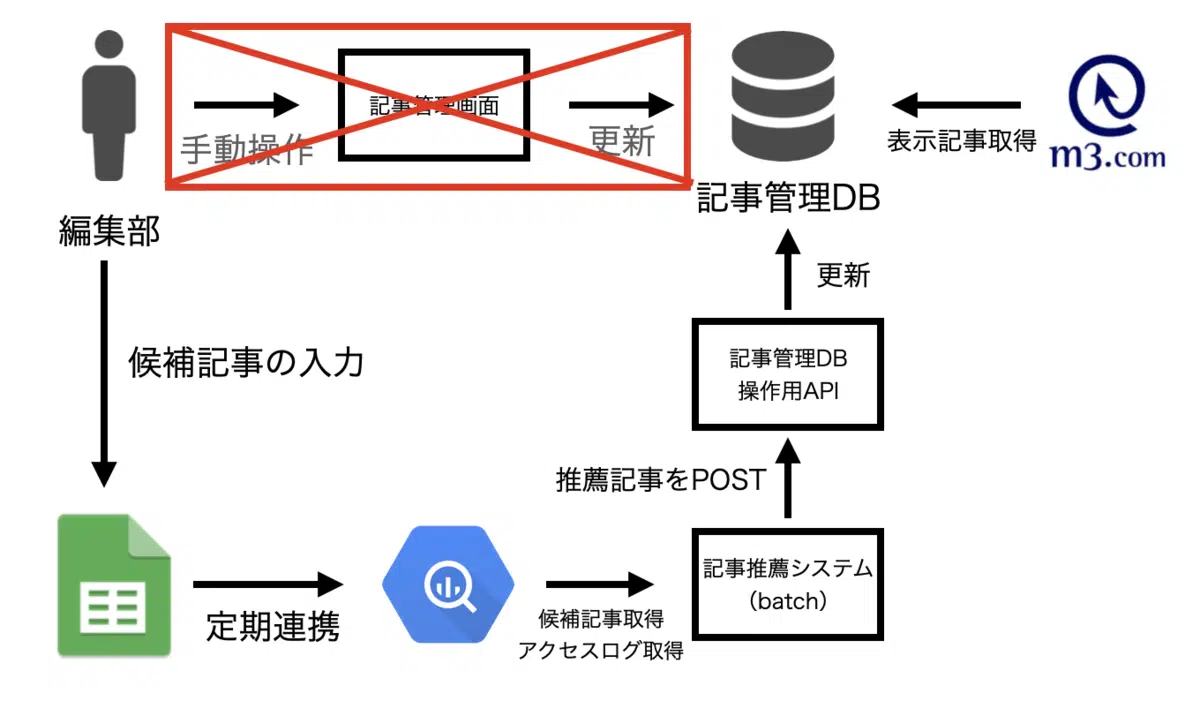 手動操作
記事管理画面
更新
表示記事取得
m3.com
編集部
記事管理DB
更新
候補記事の入力
記事管理DB
操作用API
推薦記事をPOST
定期連携
候補記事取得
アクセスログ取得
記事推薦システム
（batch）